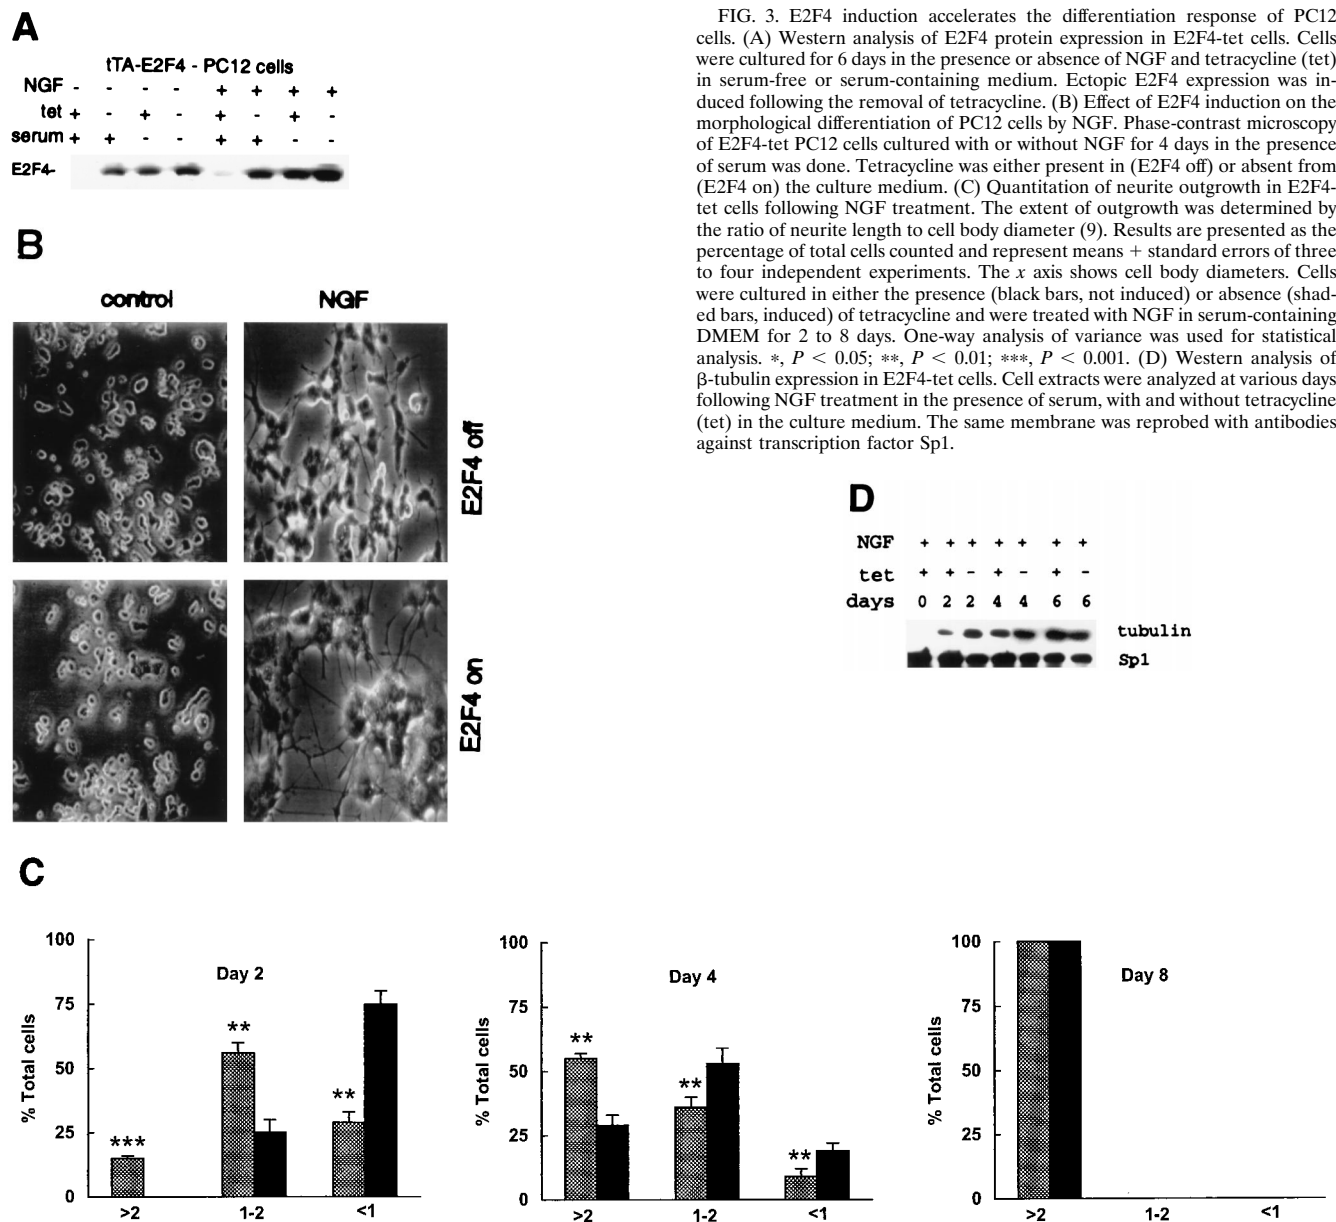 A
tTA-E2F4 - PC12 cells
NGF - - - - + + + +
tet + - + - + - + -
serum + + - - + + - -
E2F4-
FIG. 3. E2F4 induction accelerates the differentiation response of PC12
cells. (A) Western analysis of E2F4 protein expression in E2F4-tet cells. Cells
were cultured for 6 days in the presence or absence of NGF and tetracycline (tet)
in serum-free or serum-containing medium. Ectopic E2F4 expression was in-
duced following the removal of tetracycline. (B) Effect of E2F4 induction on the
morphological differentiation of PC12 cells by NGF. Phase-contrast microscopy
of E2F4-tet PC12 cells cultured with or without NGF for 4 days in the presence
of serum was done. Tetracycline was either present in (E2F4 off) or absent from
(E2F4 on) the culture medium. (C) Quantitation of neurite outgrowth in E2F4-
tet cells following NGF treatment. The extent of outgrowth was determined by
the ratio of neurite length to cell body diameter (9). Results are presented as the
percentage of total cells counted and represent means + standard errors of three
to four independent experiments. The x axis shows cell body diameters. Cells
were cultured in either the presence (black bars, not induced) or absence (shad-
ed bars, induced) of tetracycline and were treated with NGF in serum-containing
DMEM for 2 to 8 days. One-way analysis of variance was used for statistical
analysis. *, P < 0.05; **, P < 0.01; ***, P < 0.001. (D) Western analysis of
β-tubulin expression in E2F4-tet cells. Cell extracts were analyzed at various days
following NGF treatment in the presence of serum, with and without tetracycline
(tet) in the culture medium. The same membrane was reprobed with antibodies
against transcription factor Sp1.
B
control NGF
E2F4 off
E2F4 on
D
NGF + + + + + + +
tet + + - + - + -
days 0 2 2 4 4 6 6
tubulin
Sp1
C
% Total cells
100
75
50
25
0
Day 2
***
**
**
>2 1-2 <1
% Total cells
100
75
50
25
0
Day 4
**
**
**
>2 1-2 <1
% Total cells
100
75
50
25
0
Day 8
>2 1-2 <1